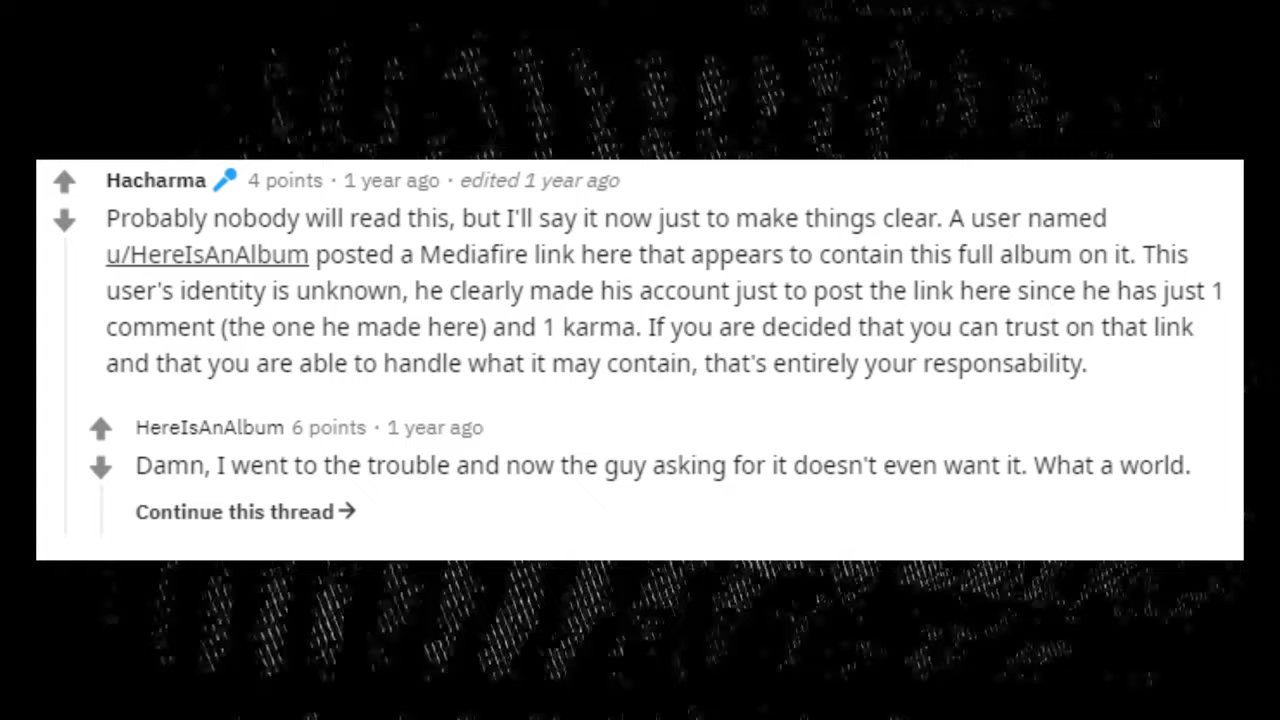 Hacharma 4 points · 1 year ago · edited 1 year ago
Probably nobody will read this, but I'll say it now just to make things clear. A user named
u/HereIsAnAlbum posted a Mediafire link here that appears to contain this full album on it. This
user's identity is unknown, he clearly made his account just to post the link here since he has just 1
comment (the one he made here) and 1 karma. If you are decided that you can trust on that link
and that you are able to handle what it may contain, that's entirely your responsability.
HereIsAnAlbum 6 points · 1 year ago
Damn, I went to the trouble and now the guy asking for it doesn't even want it. What a world.
Continue this thread→